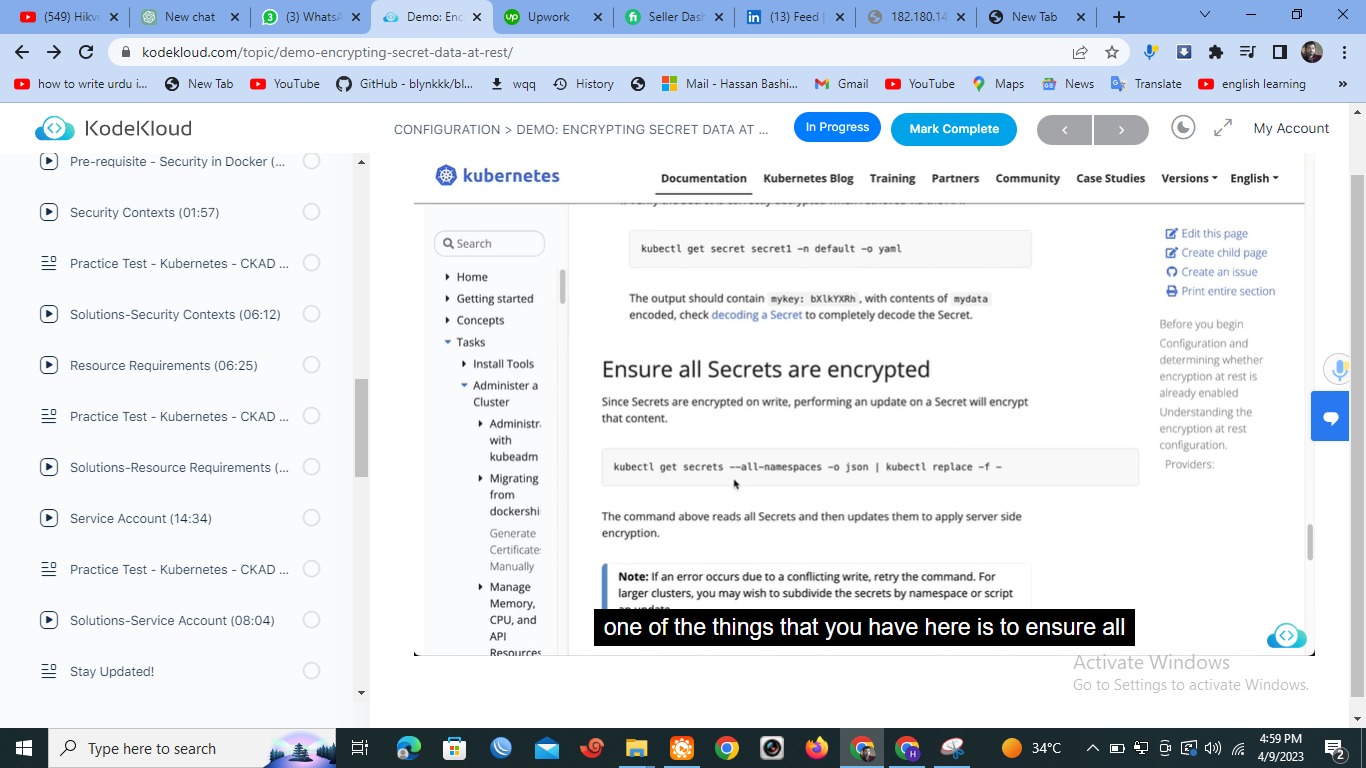 (549) Hikvi
New chat
(3) WhatsA
Demo: Enc
Upwork
Seller Dash
(13) Feed |
182.180.14
New Tab
kodekloud.com/topic/demo-encrypting-secret-data-at-rest/
how to write urdu i...
New Tab
YouTube
GitHub - blynkkk/bl...
wqq
History
Mail - Hassan Bashi...
Gmail
YouTube
Maps
News
Translate
english learning
»
KodeKloud
CONFIGURATION > DEMO: ENCRYPTING SECRET DATA AT ...
In Progress
Mark Complete
<
>
My Account
Pre-requisite - Security in Docker (...
Security Contexts (01:57)
Practice Test - Kubernetes - CKAD ...
Solutions-Security Contexts (06:12)
Resource Requirements (06:25)
Practice Test - Kubernetes - CKAD ...
Solutions-Resource Requirements (...
Service Account (14:34)
Practice Test - Kubernetes - CKAD ...
Solutions-Service Account (08:04)
Stay Updated!
kubernetes
Documentation
Kubernetes Blog
Training
Partners
Community
Case Studies
Versions
English
Search
Home
Getting started
Concepts
Tasks
Install Tools
Administer a
Cluster
Administr
with
kubeadm
Migrating
from
dockershi
Generate
Certificates
Manually
Manage
Memory,
CPU, and
API
Resources
kubectl get secret secret1 -n default -o yaml
The output should contain mykey: bXlkYXRh, with contents of mydata
encoded, check decoding a Secret to completely decode the Secret.
Ensure all Secrets are encrypted
Since Secrets are encrypted on write, performing an update on a Secret will encrypt
that content.
kubectl get secrets --all-namespaces -o json | kubectl replace -f -
The command above reads all Secrets and then updates them to apply server side
encryption.
Note: If an error occurs due to a conflicting write, retry the command. For
larger clusters, you may wish to subdivide the secrets by namespace or script
an update.
one of the things that you have here is to ensure all
Edit this page
Create child page
Create an issue
Print entire section
Before you begin
Configuration and
determining whether
encryption at rest is
already enabled
Understanding the
encryption at rest
configuration.
Providers:
Activate Windows
Go to Settings to activate Windows.
Type here to search
34°C
4:59 PM
4/9/2023
2